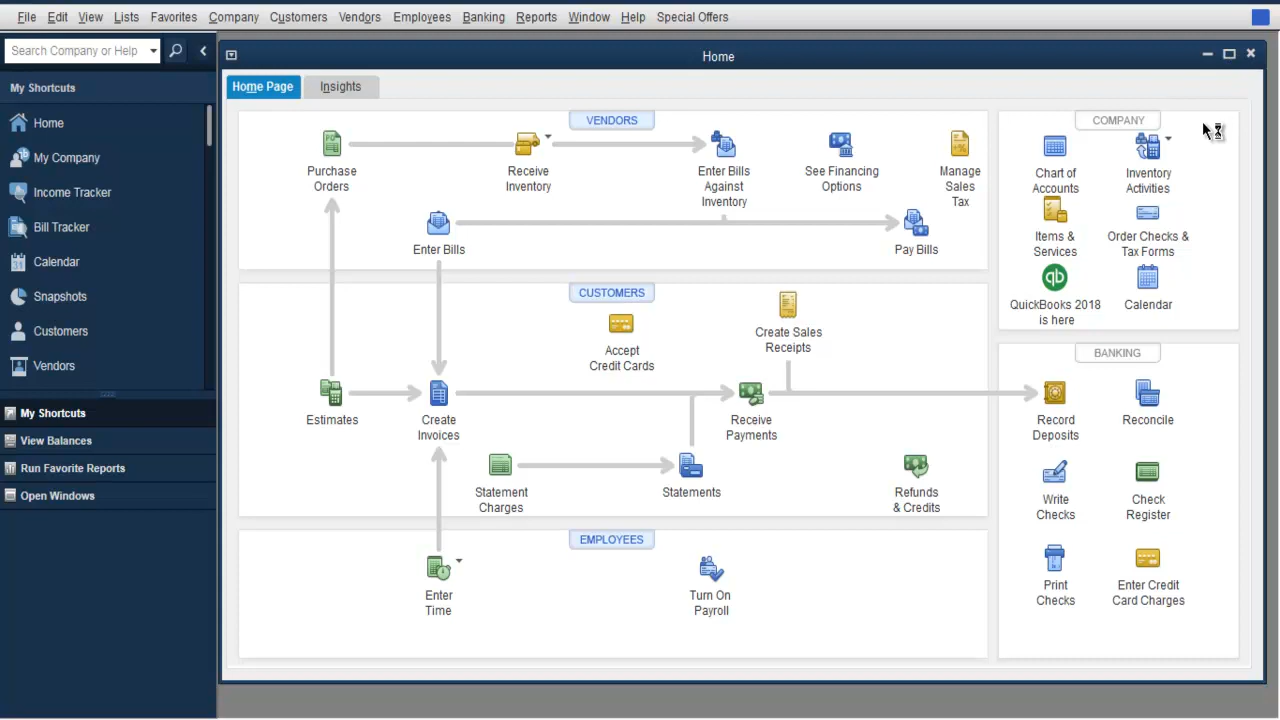 File Edit View Lists Favorites Company Customers Vendors Employees Banking Reports Window Help Special Offers
Search Company or Help
My Shortcuts
Home
My Company
Income Tracker
Bill Tracker
Calendar
Snapshots
Customers
Vendors
My Shortcuts
View Balances
Run Favorite Reports
Open Windows
Home
Home Page Insights
VENDORS
Purchase
Orders
Receive
Inventory
Enter Bills
Against
Inventory
See Financing
Options
Manage
Sales
Tax
Enter Bills
Pay Bills
CUSTOMERS
Accept
Credit Cards
Create Sales
Receipts
Estimates
Create
Invoices
Receive
Payments
Statement
Charges
Statements
Refunds
& Credits
EMPLOYEES
Enter
Time
Turn On
Payroll
COMPANY
Chart of
Accounts
Inventory
Activities
Items &
Services
Order Checks &
Tax Forms
qb
QuickBooks 2018
is here
Calendar
BANKING
Record
Deposits
Reconcile
Write
Checks
Check
Register
Print
Checks
Enter Credit
Card Charges